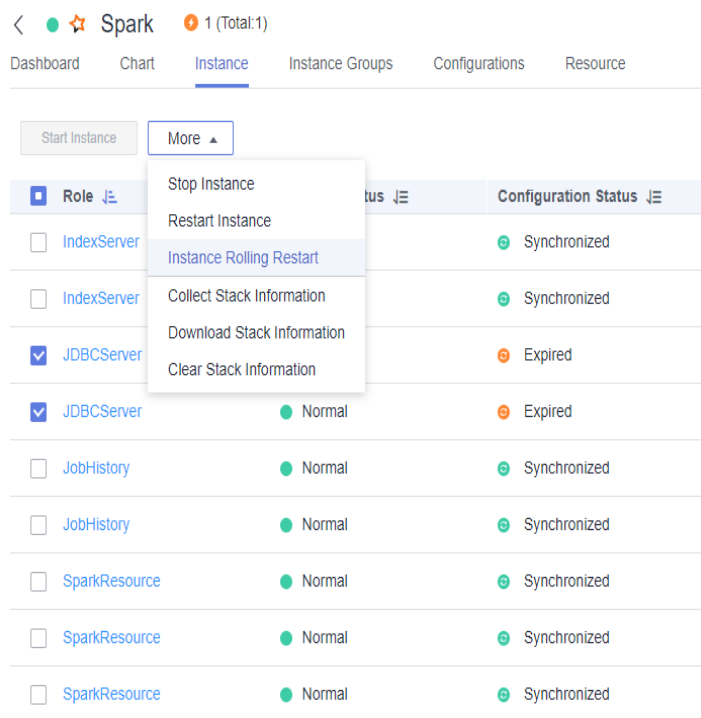 Spark 1 (Total:1)
Dashboard Chart Instance Instance Groups Configurations Resource
Start Instance More
Stop Instance
Role tus Configuration Status
Restart Instance
IndexServer Synchronized
Instance Rolling Restart
IndexServer Collect Stack Information Synchronized
Download Stack Information
JDBCServer Expired
Clear Stack Information
JDBCServer Normal Expired
JobHistory Normal Synchronized
JobHistory Normal Synchronized
SparkResource Normal Synchronized
SparkResource Normal Synchronized
SparkResource Normal Synchronized